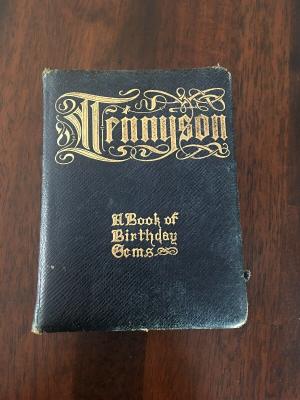 Tennyson
A Book of
Birthday
Gems